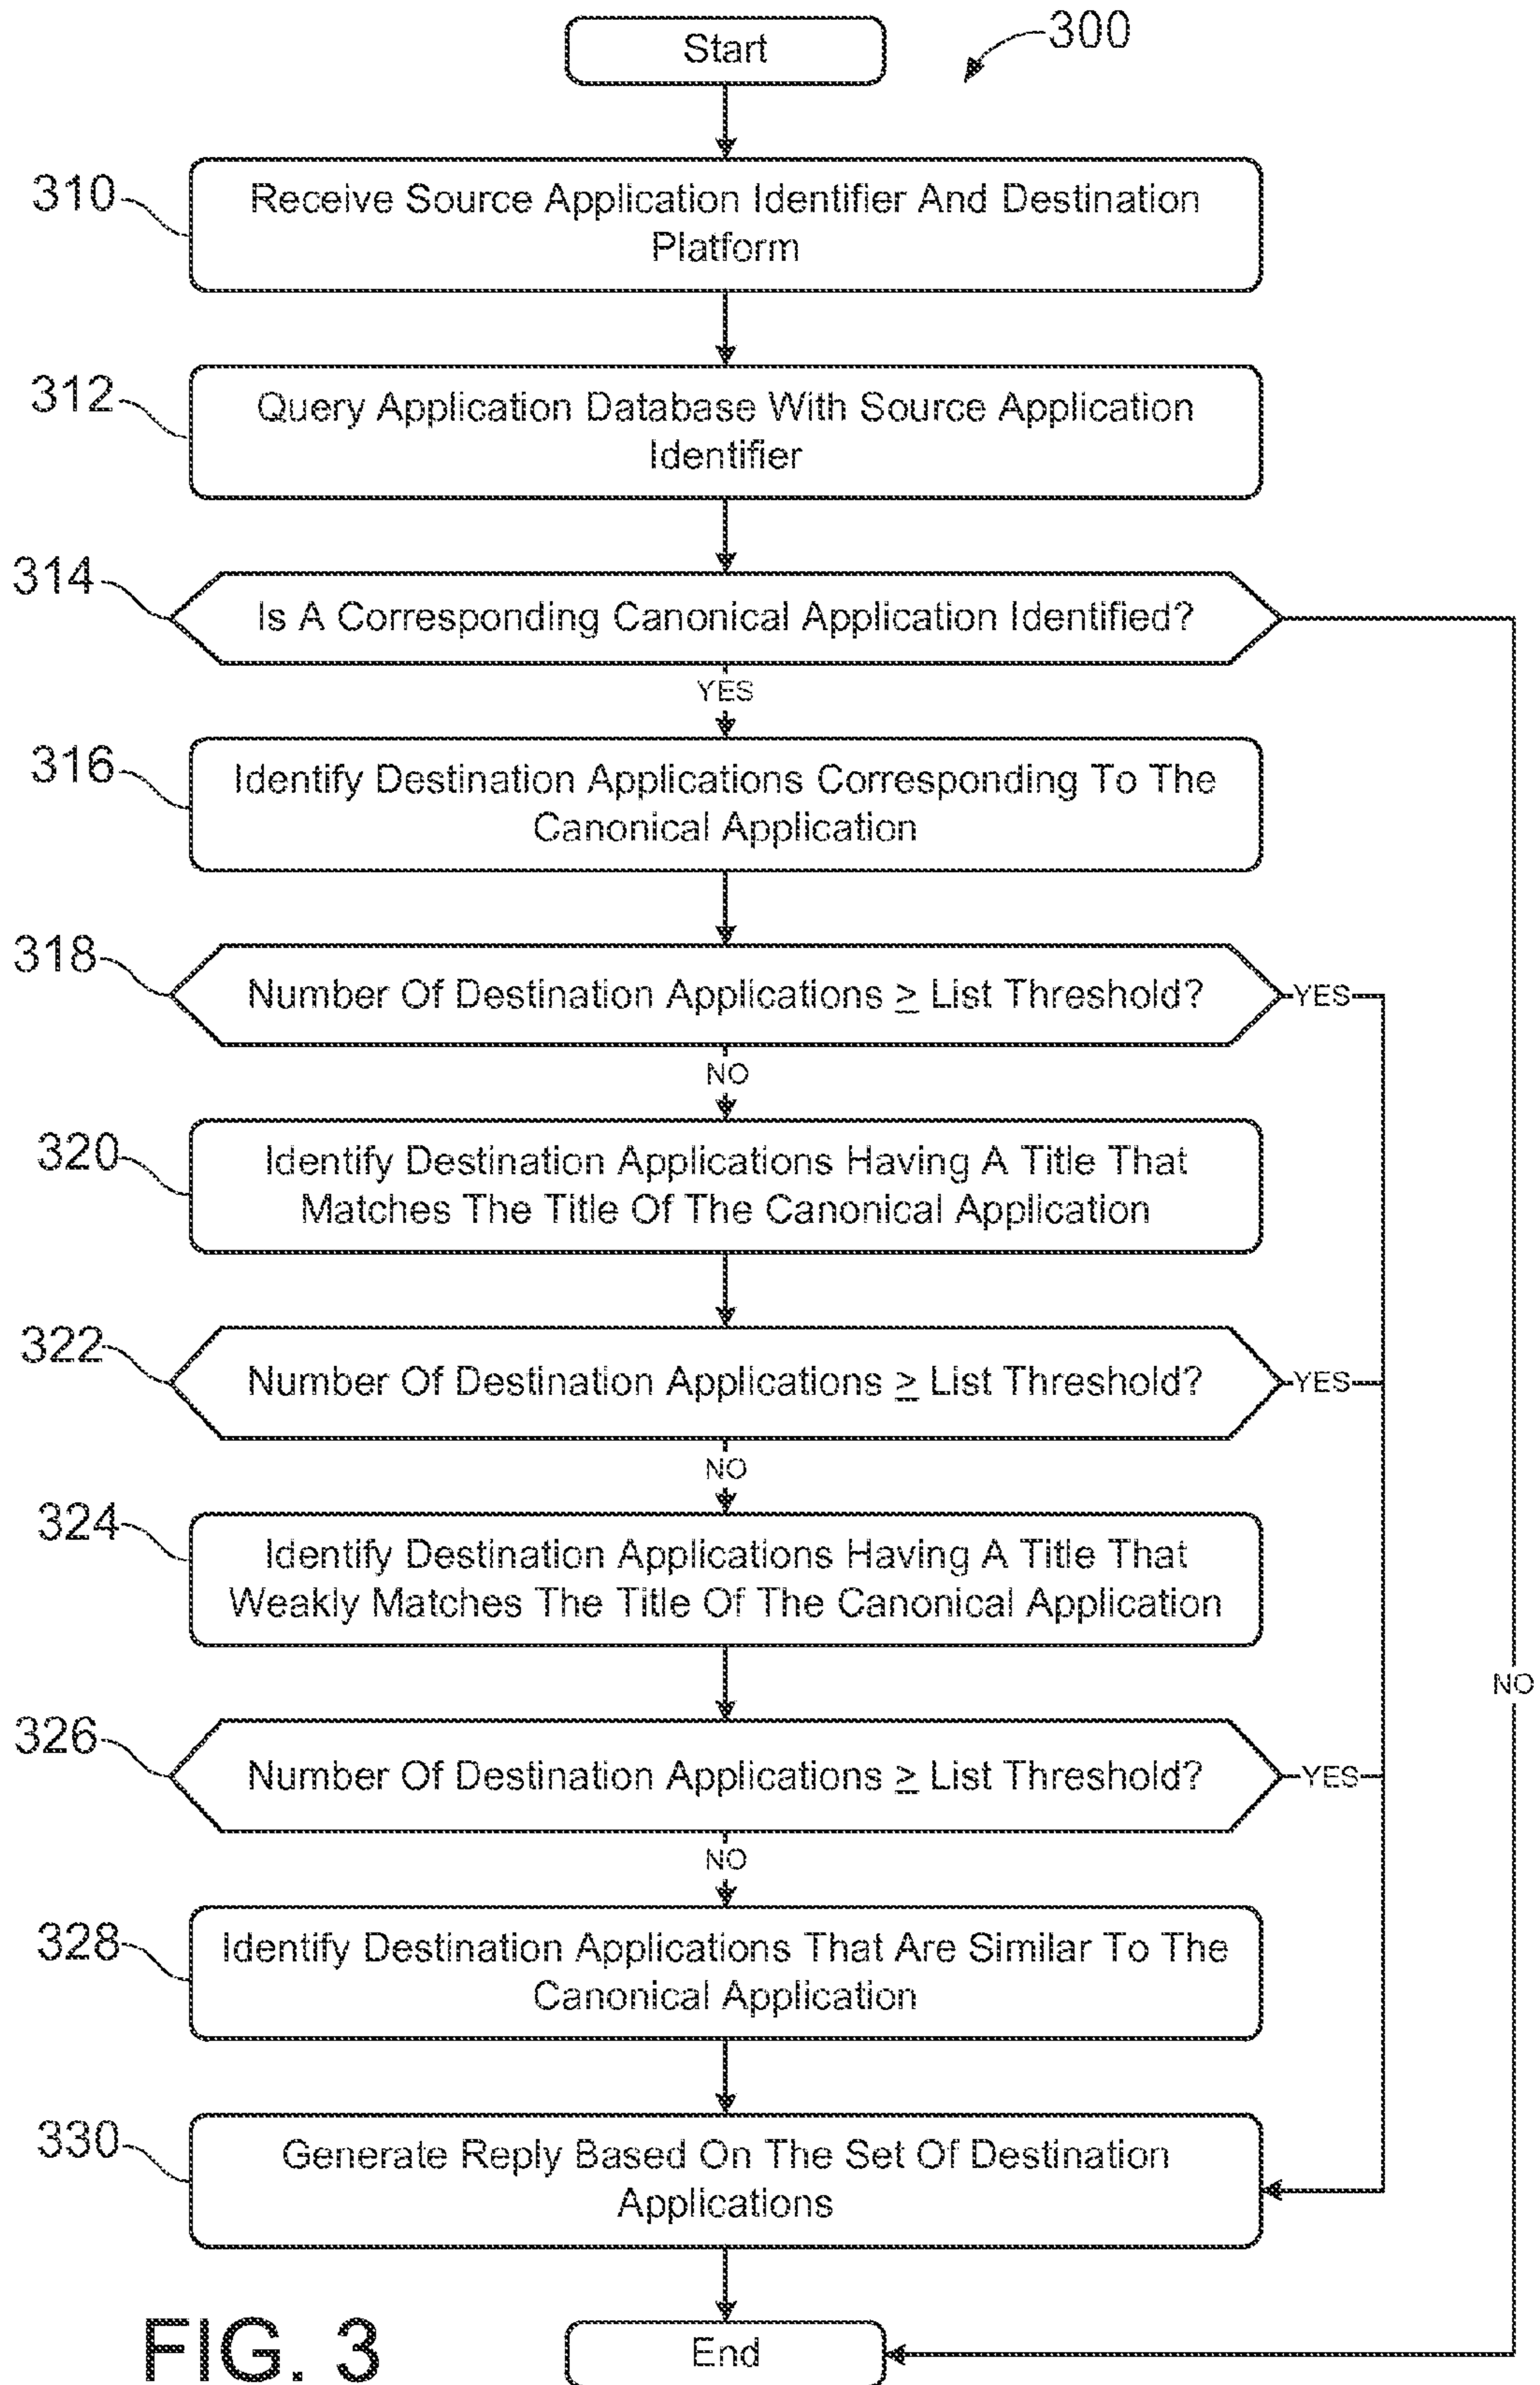 Start
300
310
Receive Source Application Identifier And Destination
Platform
312
Query Application Database With Source Application
Identifier
314
Is A Corresponding Canonical Application Identified?
YES
316
Identify Destination Applications Corresponding To The
Canonical Application
318
Number Of Destination Applications ≥ List Threshold?
YES
NO
320
Identify Destination Applications Having A Title That
Matches The Title Of The Canonical Application
322
Number Of Destination Applications ≥ List Threshold?
YES
NO
324
Identify Destination Applications Having A Title That
Weakly Matches The Title Of The Canonical Application
NO
326
Number Of Destination Applications ≥ List Threshold?
YES
NO
328
Identify Destination Applications That Are Similar To The
Canonical Application
330
Generate Reply Based On The Set Of Destination
Applications
FIG. 3
End